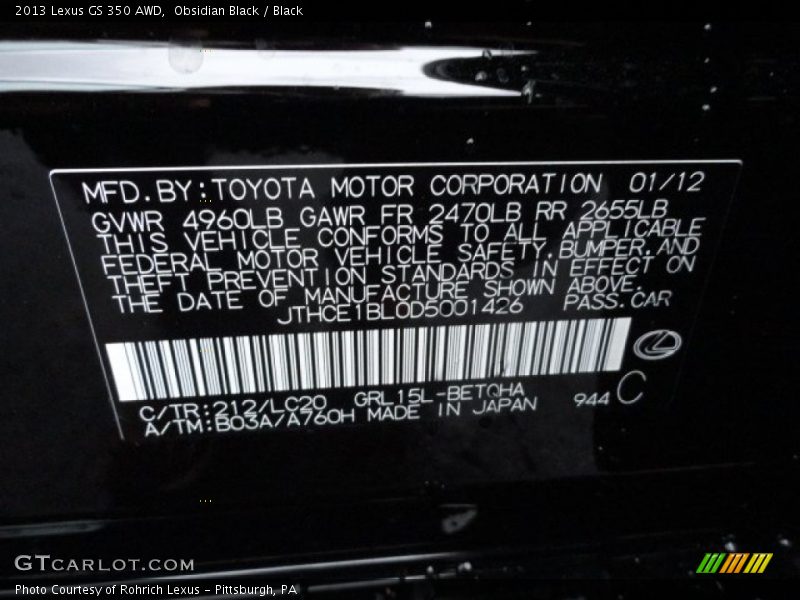 2013 Lexus GS 350 AWD,  Obsidian Black / Black
MFD. BY: TOYOTA MOTOR CORPORATION 01/12
GVWR 4960LB GAWR FR 2470LB RR 2655LB
THIS VEHICLE CONFORMS TO ALL APPLICABLE
FEDERAL MOTOR VEHICLE SAFETY, BUMPER, AND
THEFT PREVENTION STANDARDS IN EFFECT ON
THE DATE OF MANUFACTURE SHOWN ABOVE.
JTHCE1BL0D5001426 PASS. CAR
C/TR: 212/LC20 GRL15L-BETQHA 944 C
A/TM: B03A/A760H MADE IN JAPAN
GTCARLOT.COM
Photo Courtesy of Rohrich Lexus – Pittsburgh, PA